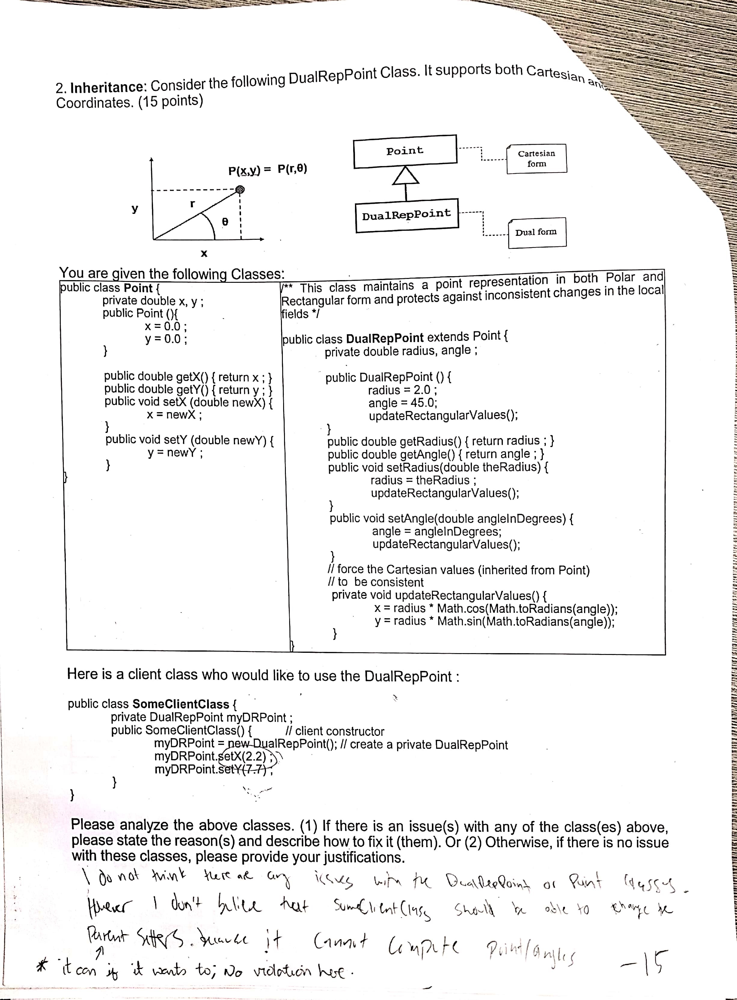 2. Inheritance: Consider the following DualRepPoint Class. It supports both Cartesian and
Coordinates. (15 points)
P(x,y) = P(r,θ)
y
r
θ
x
Point
Cartesian
form
DualRepPoint
Dual form
You are given the following Classes:
public class Point {
private double x, y ;
public Point (){
x = 0.0 ;
y = 0.0 ;
}
public double getX() { return x ; }
public double getY() { return y ; }
public void setX (double newX) {
x = newX ;
}
public void setY (double newY) {
y = newY ;
}
}
/** This class maintains a point representation in both Polar and
Rectangular form and protects against inconsistent changes in the local
fields */
public class DualRepPoint extends Point {
private double radius, angle ;
public DualRepPoint () {
radius = 2.0 ;
angle = 45.0;
updateRectangularValues();
}
public double getRadius() { return radius ; }
public double getAngle() { return angle ; }
public void setRadius(double theRadius) {
radius = theRadius ;
updateRectangularValues();
}
public void setAngle(double angleInDegrees) {
angle = angleInDegrees;
updateRectangularValues();
}
// force the Cartesian values (inherited from Point)
// to be consistent
private void updateRectangularValues() {
x = radius * Math.cos(Math.toRadians(angle));
y = radius * Math.sin(Math.toRadians(angle));
}
}
Here is a client class who would like to use the DualRepPoint :
public class SomeClientClass {
private DualRepPoint myDRPoint ;
public SomeClientClass() { // client constructor
myDRPoint = new DualRepPoint(); // create a private DualRepPoint
myDRPoint.setX(2.2) ;
myDRPoint.setY(7.7) ;
}
}
Please analyze the above classes. (1) If there is an issue(s) with any of the class(es) above,
please state the reason(s) and describe how to fix it (them). Or (2) Otherwise, if there is no issue
with these classes, please provide your justifications.
I do not think there are any issues with the DualRepPoint or Point classes.
However I don't believe that SomeClientClass should be able to change the
Parent Setters. because it cannot compute point/angles
* it can if it wants to; No violation here.
-15